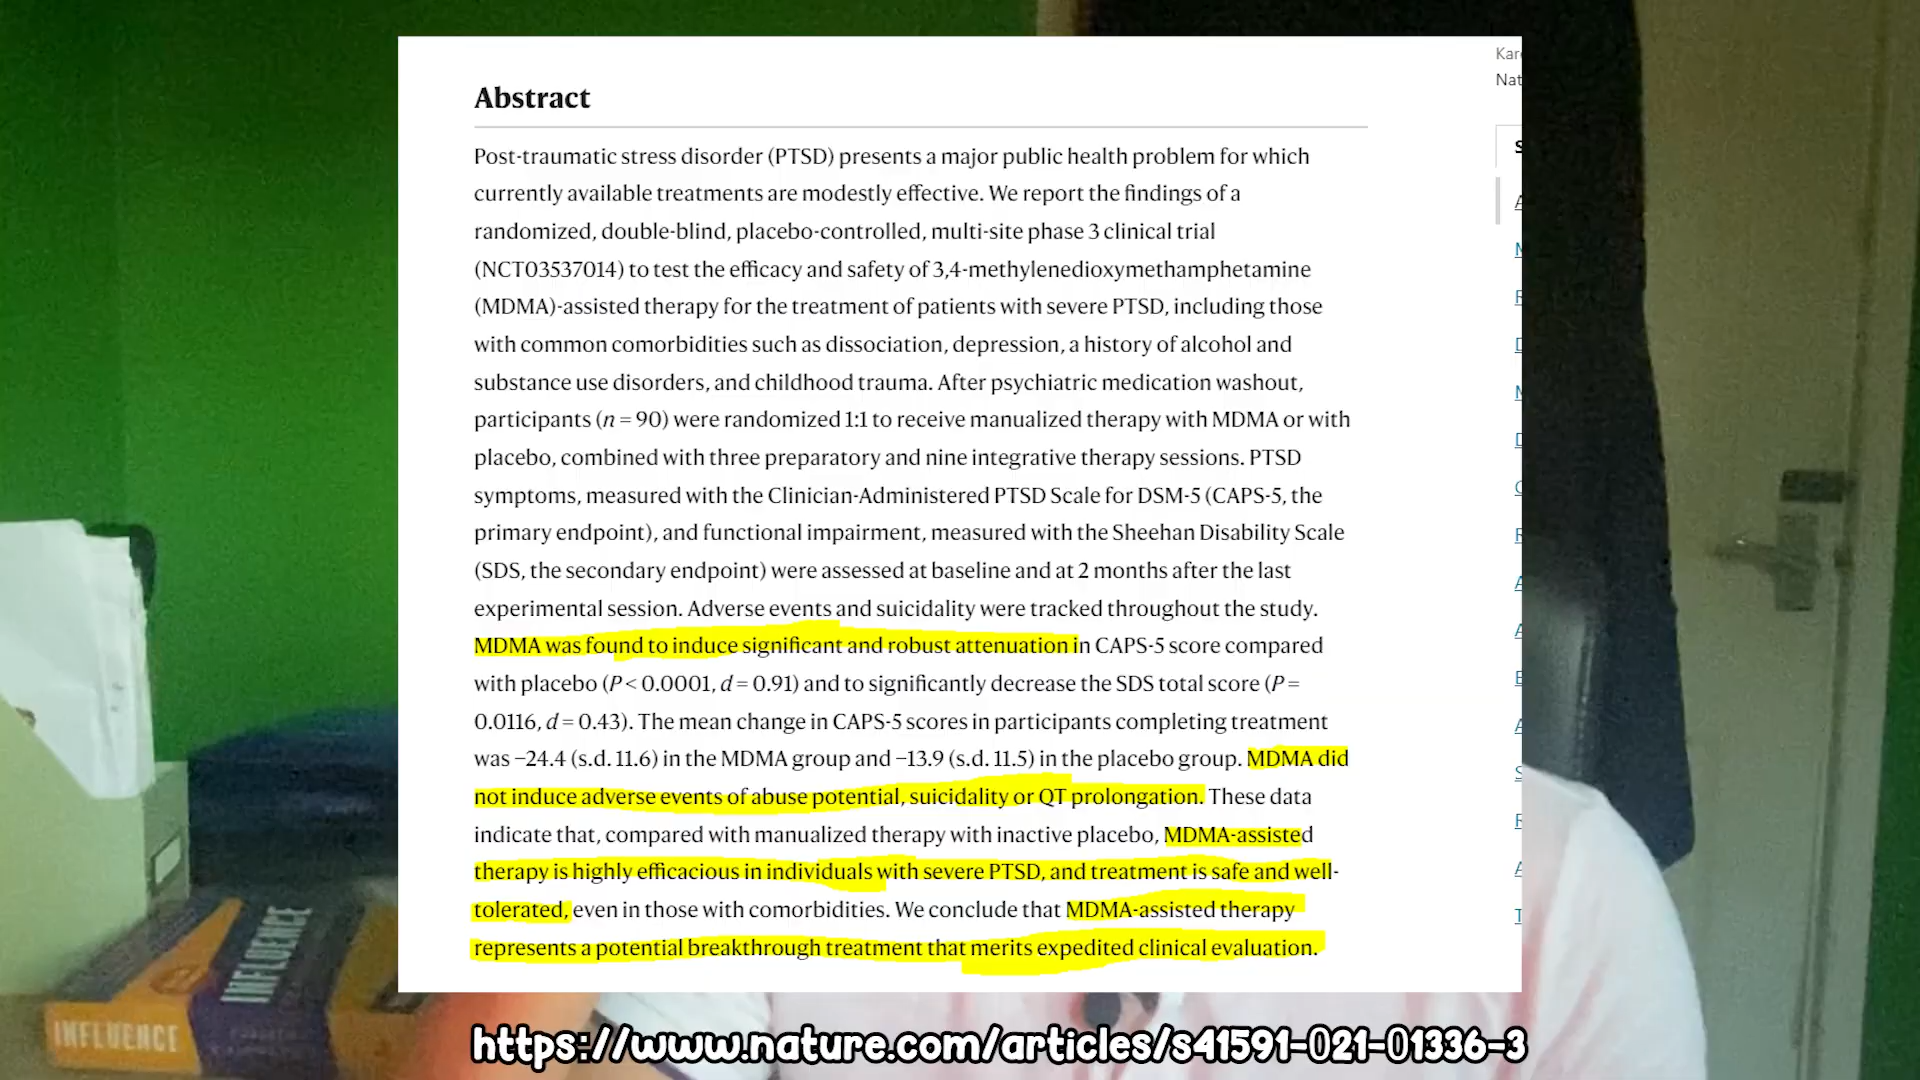 Kar
Nat
Abstract
Post-traumatic stress disorder (PTSD) presents a major public health problem for which
currently available treatments are modestly effective. We report the findings of a
randomized, double-blind, placebo-controlled, multi-site phase 3 clinical trial
(NCT03537014) to test the efficacy and safety of 3,4-methylenedioxymethamphetamine
(MDMA)-assisted therapy for the treatment of patients with severe PTSD, including those
with common comorbidities such as dissociation, depression, a history of alcohol and
substance use disorders, and childhood trauma. After psychiatric medication washout,
participants (n = 90) were randomized 1:1 to receive manualized therapy with MDMA or with
placebo, combined with three preparatory and nine integrative therapy sessions. PTSD
symptoms, measured with the Clinician-Administered PTSD Scale for DSM-5 (CAPS-5, the
primary endpoint), and functional impairment, measured with the Sheehan Disability Scale
(SDS, the secondary endpoint) were assessed at baseline and at 2 months after the last
experimental session. Adverse events and suicidality were tracked throughout the study.
MDMA was found to induce significant and robust attenuation in CAPS-5 score compared
with placebo (P < 0.0001, d = 0.91) and to significantly decrease the SDS total score (P =
0.0116, d = 0.43). The mean change in CAPS-5 scores in participants completing treatment
was −24.4 (s.d. 11.6) in the MDMA group and −13.9 (s.d. 11.5) in the placebo group. MDMA did
not induce adverse events of abuse potential, suicidality or QT prolongation. These data
indicate that, compared with manualized therapy with inactive placebo, MDMA-assisted
therapy is highly efficacious in individuals with severe PTSD, and treatment is safe and well-
tolerated, even in those with comorbidities. We conclude that MDMA-assisted therapy
represents a potential breakthrough treatment that merits expedited clinical evaluation.
INFLUENCE
INFLUENCE
https://www.nature.com/articles/s41591-021-01336-3